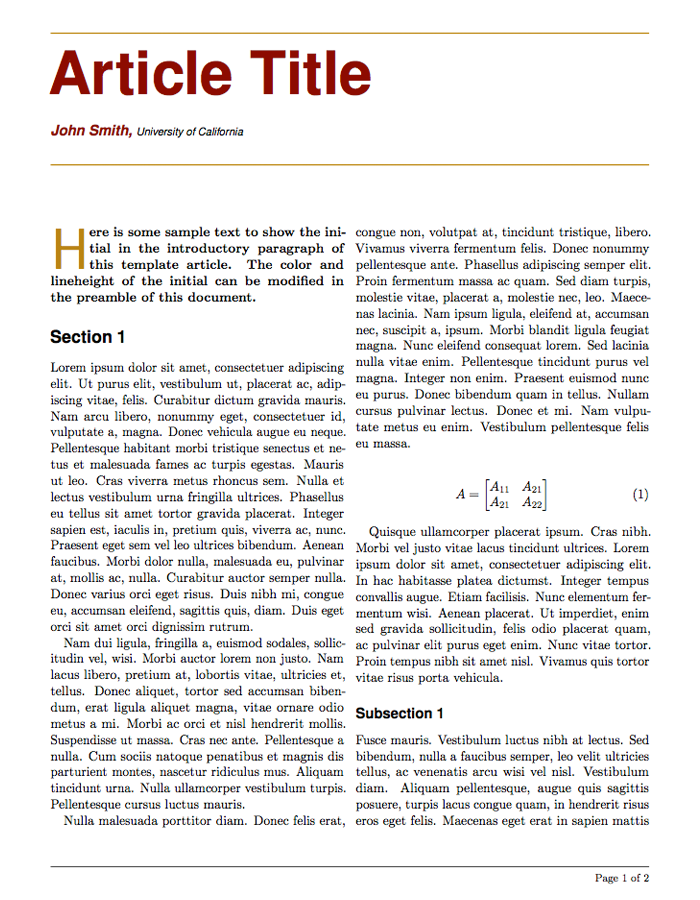 Article Title
John Smith, University of California
Here is some sample text to show the ini-
tial in the introductory paragraph of
this template article. The color and
lineheight of the initial can be modified in
the preamble of this document.
Section 1
Lorem ipsum dolor sit amet, consectetuer adipiscing
elit. Ut purus elit, vestibulum ut, placerat ac, adip-
iscing vitae, felis. Curabitur dictum gravida mauris.
Nam arcu libero, nonummy eget, consectetuer id,
vulputate a, magna. Donec vehicula augue eu neque.
Pellentesque habitant morbi tristique senectus et ne-
tus et malesuada fames ac turpis egestas. Mauris
ut leo. Cras viverra metus rhoncus sem. Nulla et
lectus vestibulum urna fringilla ultrices. Phasellus
eu tellus sit amet tortor gravida placerat. Integer
sapien est, iaculis in, pretium quis, viverra ac, nunc.
Praesent eget sem vel leo ultrices bibendum. Aenean
faucibus. Morbi dolor nulla, malesuada eu, pulvinar
at, mollis ac, nulla. Curabitur auctor semper nulla.
Donec varius orci eget risus. Duis nibh mi, congue
eu, accumsan eleifend, sagittis quis, diam. Duis eget
orci sit amet orci dignissim rutrum.
Nam dui ligula, fringilla a, euismod sodales, sollic-
itudin vel, wisi. Morbi auctor lorem non justo. Nam
lacus libero, pretium at, lobortis vitae, ultricies et,
tellus. Donec aliquet, tortor sed accumsan biben-
dum, erat ligula aliquet magna, vitae ornare odio
metus a mi. Morbi ac orci et nisl hendrerit mollis.
Suspendisse ut massa. Cras nec ante. Pellentesque a
nulla. Cum sociis natoque penatibus et magnis dis
parturient montes, nascetur ridiculus mus. Aliquam
tincidunt urna. Nulla ullamcorper vestibulum turpis.
Pellentesque cursus luctus mauris.
Nulla malesuada porttitor diam. Donec felis erat,
congue non, volutpat at, tincidunt tristique, libero.
Vivamus viverra fermentum felis. Donec nonummy
pellentesque ante. Phasellus adipiscing semper elit.
Proin fermentum massa ac quam. Sed diam turpis,
molestie vitae, placerat a, molestie nec, leo. Maece-
nas lacinia. Nam ipsum ligula, eleifend at, accumsan
nec, suscipit a, ipsum. Morbi blandit ligula feugiat
magna. Nunc eleifend consequat lorem. Sed lacinia
nulla vitae enim. Pellentesque tincidunt purus vel
magna. Integer non enim. Praesent euismod nunc
eu purus. Donec bibendum quam in tellus. Nullam
cursus pulvinar lectus. Donec et mi. Nam vulpu-
tate metus eu enim. Vestibulum pellentesque felis
eu massa.
A = [A11 A21
A21 A22] (1)
Quisque ullamcorper placerat ipsum. Cras nibh.
Morbi vel justo vitae lacus tincidunt ultrices. Lorem
ipsum dolor sit amet, consectetuer adipiscing elit.
In hac habitasse platea dictumst. Integer tempus
convallis augue. Etiam facilisis. Nunc elementum fer-
mentum wisi. Aenean placerat. Ut imperdiet, enim
sed gravida sollicitudin, felis odio placerat quam,
ac pulvinar elit purus eget enim. Nunc vitae tortor.
Proin tempus nibh sit amet nisl. Vivamus quis tortor
vitae risus porta vehicula.
Subsection 1
Fusce mauris. Vestibulum luctus nibh at lectus. Sed
bibendum, nulla a faucibus semper, leo velit ultricies
tellus, ac venenatis arcu wisi vel nisl. Vestibulum
diam. Aliquam pellentesque, augue quis sagittis
posuere, turpis lacus congue quam, in hendrerit risus
eros eget felis. Maecenas eget erat in sapien mattis
Page 1 of 2